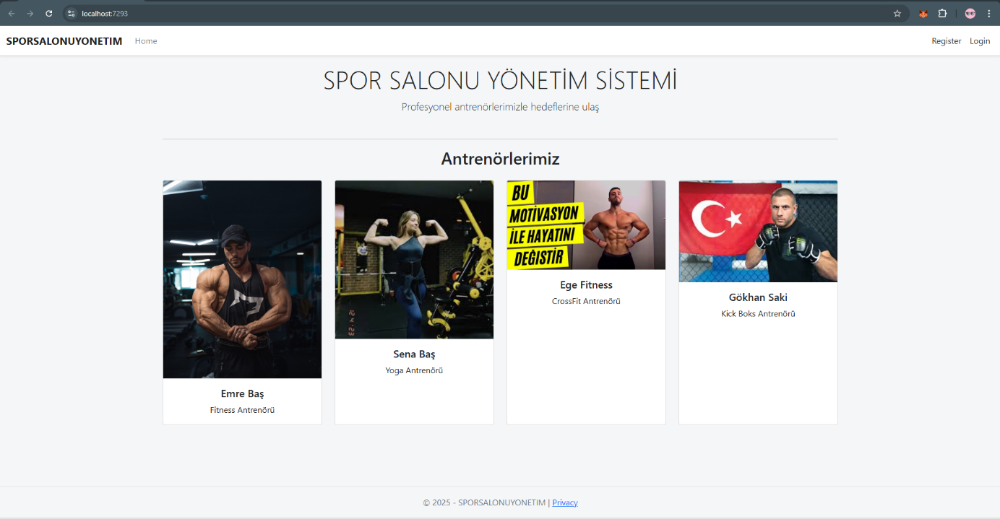 localhost:7293
SPORSALONUYONETIM
Home
Register
Login
SPOR SALONU YÖNETİM SİSTEMİ
Profesyonel antrenörlerimizle hedeflerine ulaş
Antrenörlerimiz
BU
MOTİVASYON
İLE HAYATINI
DEĞİSTİR
Emre Baş
Fitness Antrenörü
Sena Baş
Yoga Antrenörü
Ege Fitness
CrossFit Antrenörü
Gökhan Saki
Kick Boks Antrenörü
© 2025 - SPORSALONUYONETIM | Privacy